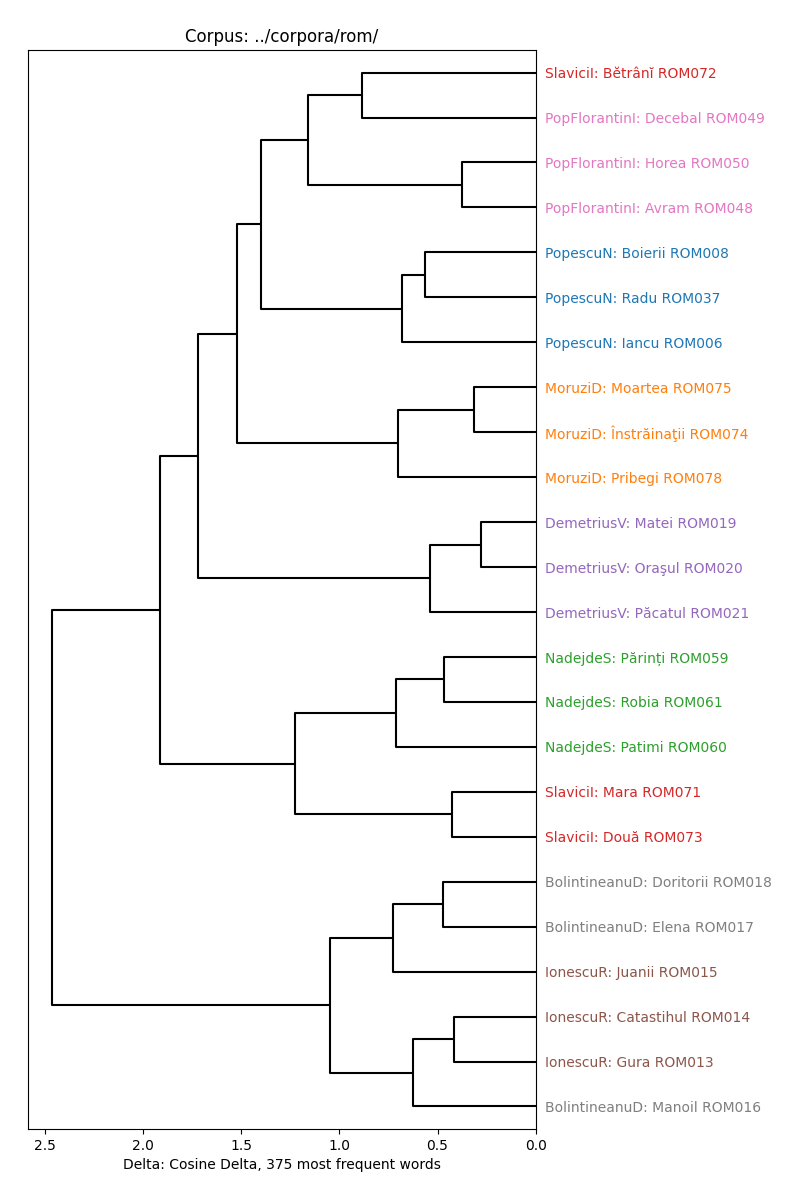 Corpus: ../corpora/rom/
SlaviciI: Bĕtrânĭ ROM072
PopFlorantinI: Decebal ROM049
PopFlorantinI: Horea ROM050
PopFlorantinI: Avram ROM048
PopescuN: Boierii ROM008
PopescuN: Radu ROM037
PopescuN: Iancu ROM006
MoruziD: Moartea ROM075
MoruziD: Înstrăinaţii ROM074
MoruziD: Pribegi ROM078
DemetriusV: Matei ROM019
DemetriusV: Oraşul ROM020
DemetriusV: Păcatul ROM021
NadejdeS: Părinți ROM059
NadejdeS: Robia ROM061
NadejdeS: Patimi ROM060
SlaviciI: Mara ROM071
SlaviciI: Două ROM073
BolintineanuD: Doritorii ROM018
BolintineanuD: Elena ROM017
IonescuR: Juanii ROM015
IonescuR: Catastihul ROM014
IonescuR: Gura ROM013
BolintineanuD: Manoil ROM016
2.5 2.0 1.5 1.0 0.5 0.0
Delta: Cosine Delta, 375 most frequent words